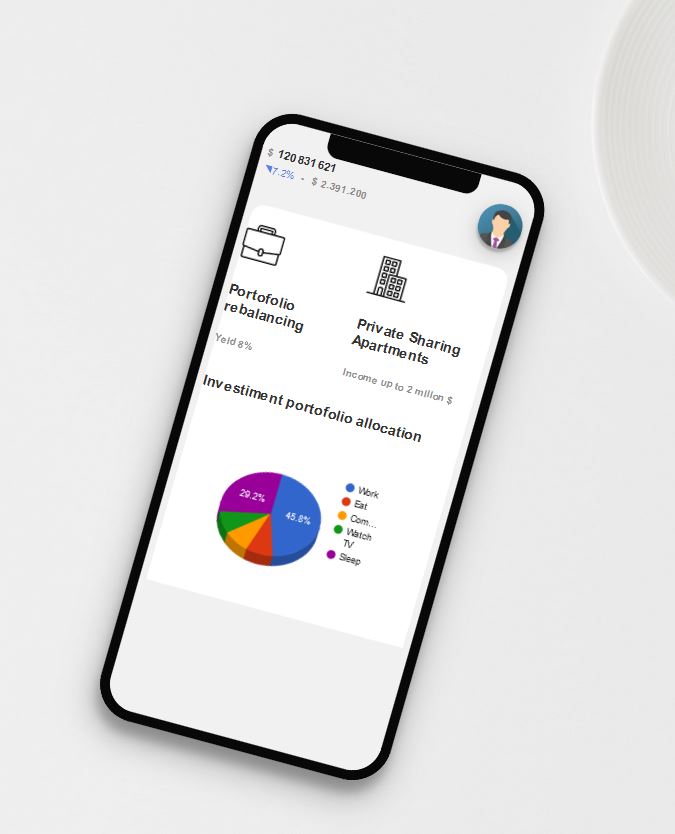 $ 120 831 621
7.2% - $ 2.391.200
Portofolio
rebalancing
Yeld 8%
Private Sharing
Apartments
Income up to 2 millon $
Investiment portofolio allocation
29.2%
45.8%
Work
Eat
Com...
Watch
TV
Sleep